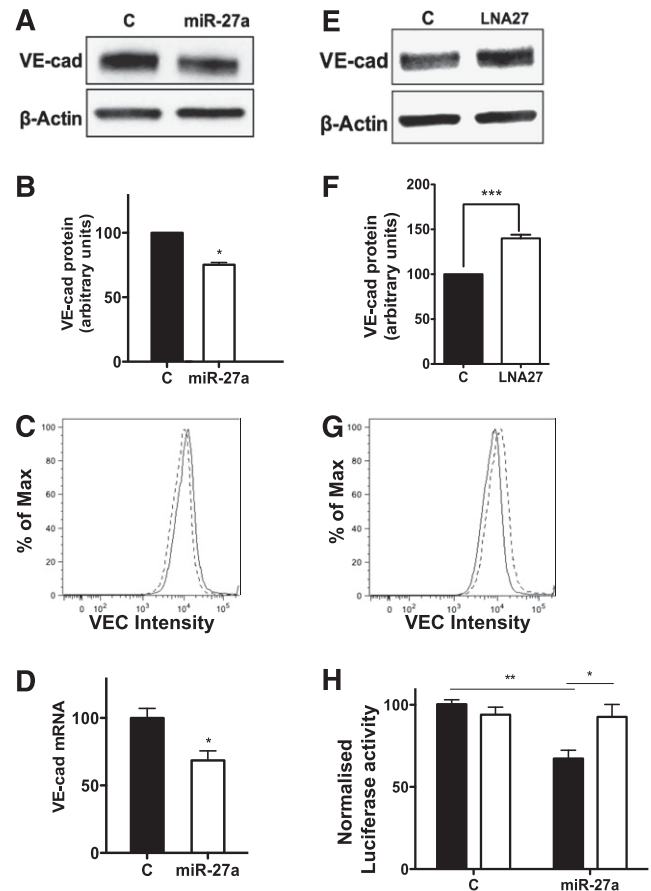 A
C miR-27a
VE-cad
β-Actin
E
C LNA27
VE-cad
β-Actin
B
VE-cad protein
(arbitrary units)
100
50
0
*
C miR-27a
F
VE-cad protein
(arbitrary units)
200
150
100
50
0
***
C LNA27
C
% of Max
100
80
60
40
20
0
0 10² 10³ 10⁴ 10⁵
VEC Intensity
G
% of Max
100
80
60
40
20
0
0 10² 10³ 10⁴ 10⁵
VEC Intensity
D
VE-cad mRNA
100
50
0
*
C miR-27a
H
Normalised
Luciferase activity
100
50
0
** *
C miR-27a